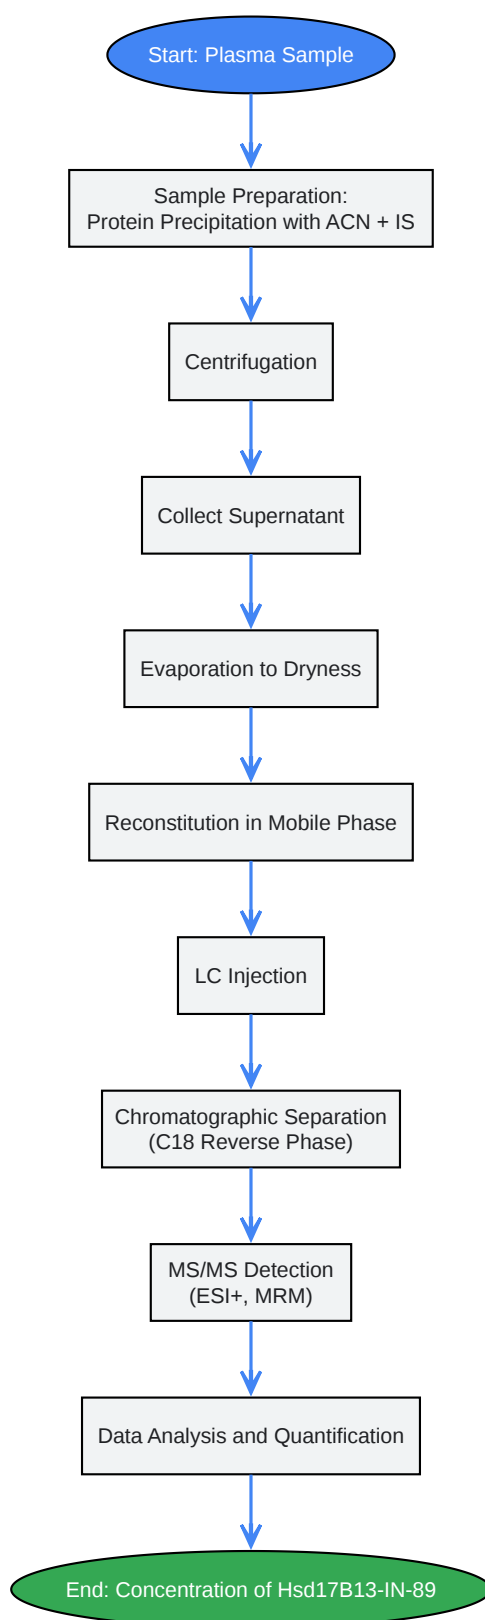 Start: Plasma Sample
Sample Preparation:
Protein Precipitation with ACN + IS
Centrifugation
Collect Supernatant
Evaporation to Dryness
Reconstitution in Mobile Phase
LC Injection
Chromatographic Separation
(C18 Reverse Phase)
MS/MS Detection
(ESI+, MRM)
Data Analysis and Quantification
End: Concentration of Hsd17B13-IN-89